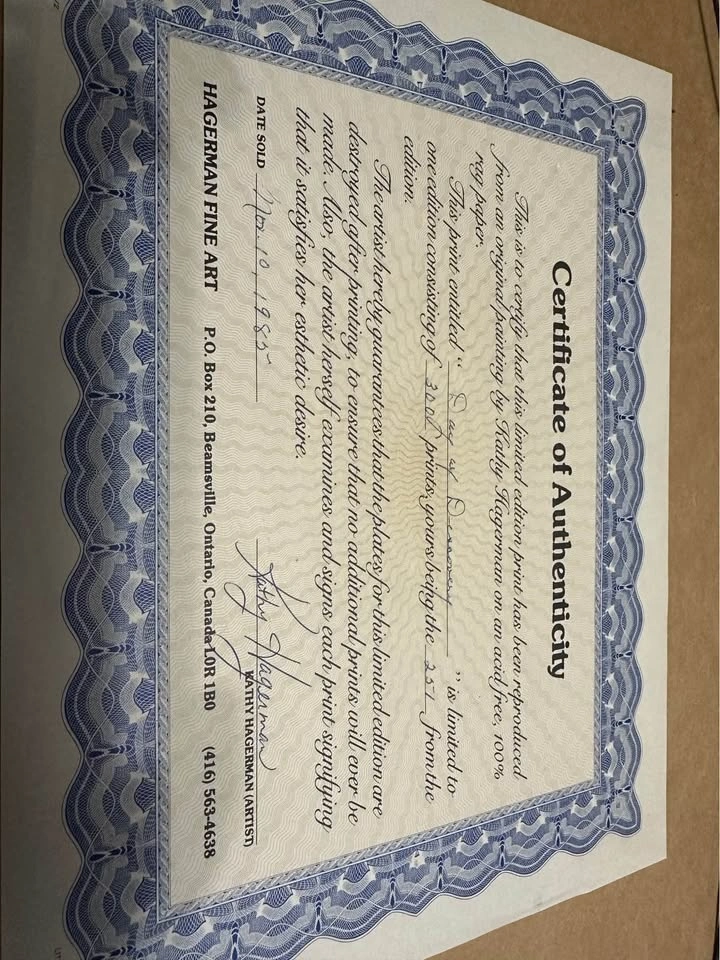 Certificate of Authenticity
This is to certify that this limited edition print has been reproduced
from an original painting by Kathy Hagerman on an acid free, 100%
rag paper.
This print entitled " Day of Discovery " is limited to
one edition consisting of 300 prints, yours being the 251 from the
edition.
The artist hereby guarantees that the plates for this limited edition are
destroyed after printing, to ensure that no additional prints will ever be
made. Also, the artist herself examines and signs each print signifying
that it satisfies her esthetic desire.
DATE SOLD Nov. 10, 1985 Kathy Hagerman
KATHY HAGERMAN (ARTIST)
HAGERMAN FINE ART P.O. Box 210, Beamsville, Ontario, Canada L0R 1B0 (416) 563-4638